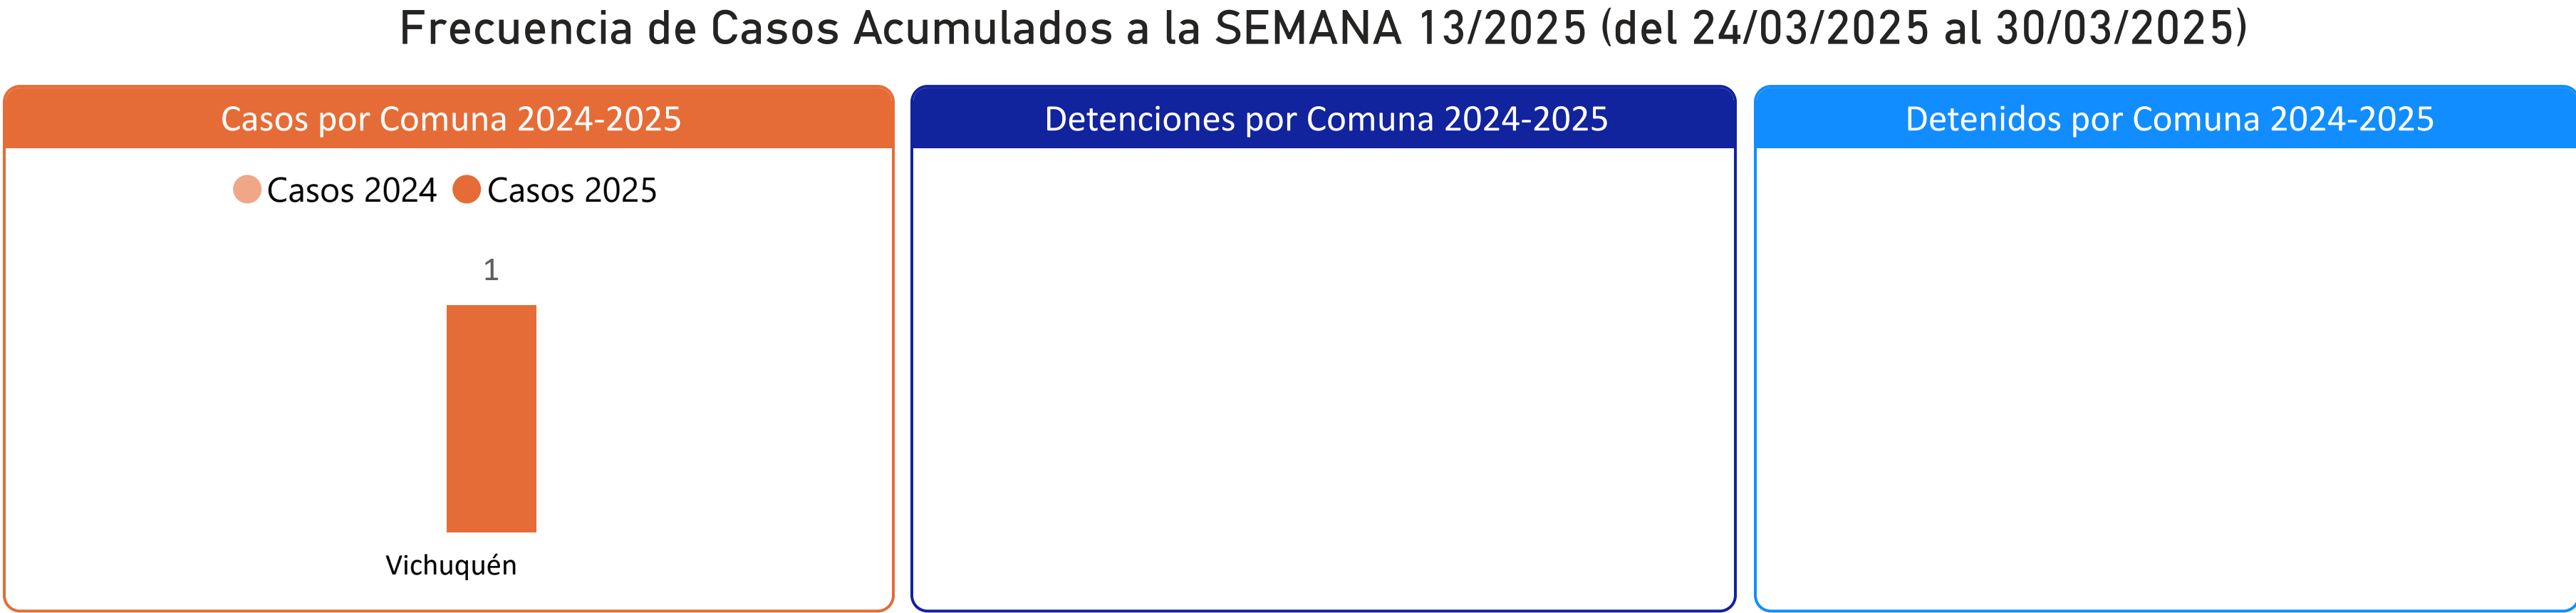 Frecuencia de Casos Acumulados a la SEMANA 13/2025 (del 24/03/2025 al 30/03/2025)
Casos por Comuna 2024-2025
Casos 2024 Casos 2025
1
Vichuquén
Detenciones por Comuna 2024-2025
Detenidos por Comuna 2024-2025